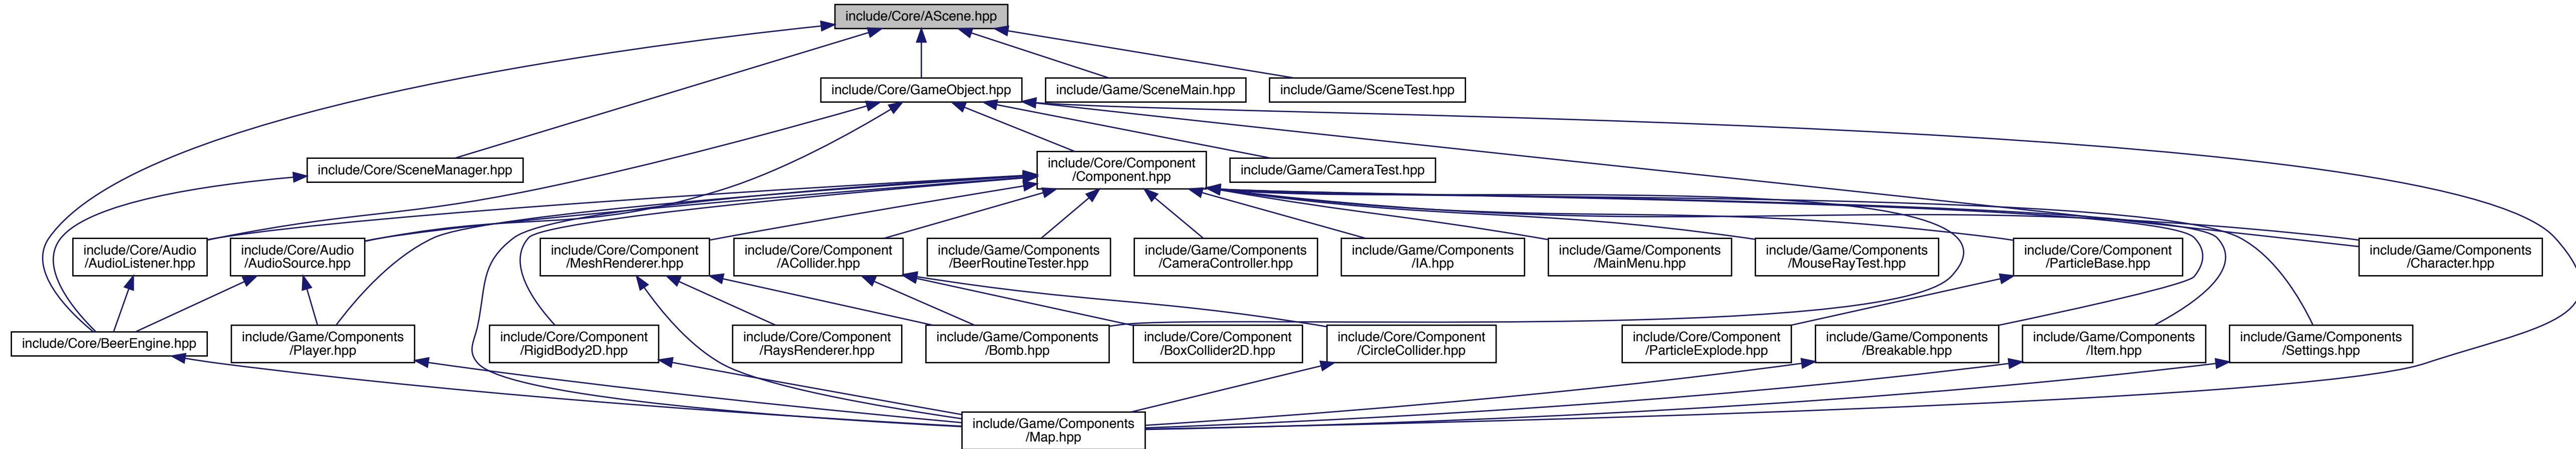 include/Core/AScene.hpp
include/Core/GameObject.hpp
include/Game/SceneMain.hpp
include/Game/SceneTest.hpp
include/Core/SceneManager.hpp
include/Core/Component
/Component.hpp
include/Game/CameraTest.hpp
include/Core/Audio
/AudioListener.hpp
include/Core/Audio
/AudioSource.hpp
include/Core/Component
/MeshRenderer.hpp
include/Core/Component
/ACollider.hpp
include/Game/Components
/BeerRoutineTester.hpp
include/Game/Components
/CameraController.hpp
include/Game/Components
/IA.hpp
include/Game/Components
/MainMenu.hpp
include/Game/Components
/MouseRayTest.hpp
include/Core/Component
/ParticleBase.hpp
include/Game/Components
/Character.hpp
include/Core/BeerEngine.hpp
include/Game/Components
/Player.hpp
include/Core/Component
/RigidBody2D.hpp
include/Core/Component
/RaysRenderer.hpp
include/Game/Components
/Bomb.hpp
include/Core/Component
/BoxCollider2D.hpp
include/Core/Component
/CircleCollider.hpp
include/Core/Component
/ParticleExplode.hpp
include/Game/Components
/Breakable.hpp
include/Game/Components
/Item.hpp
include/Game/Components
/Settings.hpp
include/Game/Components
/Map.hpp